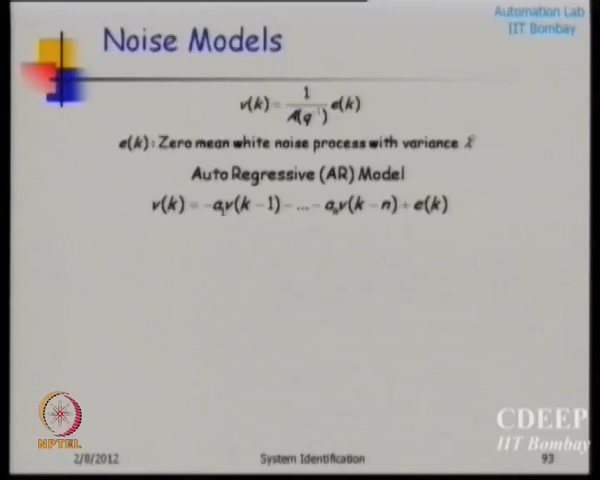 Automation Lab
IIT Bombay
Noise Models
v(k) = 1/A(q⁻¹) e(k)
e(k) : Zero mean white noise process with variance λ²
Auto Regressive (AR) Model
v(k) = -a₁v(k - 1) - ... - aₙv(k - n) + e(k)
NPTEL
CDEEP
IIT Bombay
2/8/2012
System Identification
93